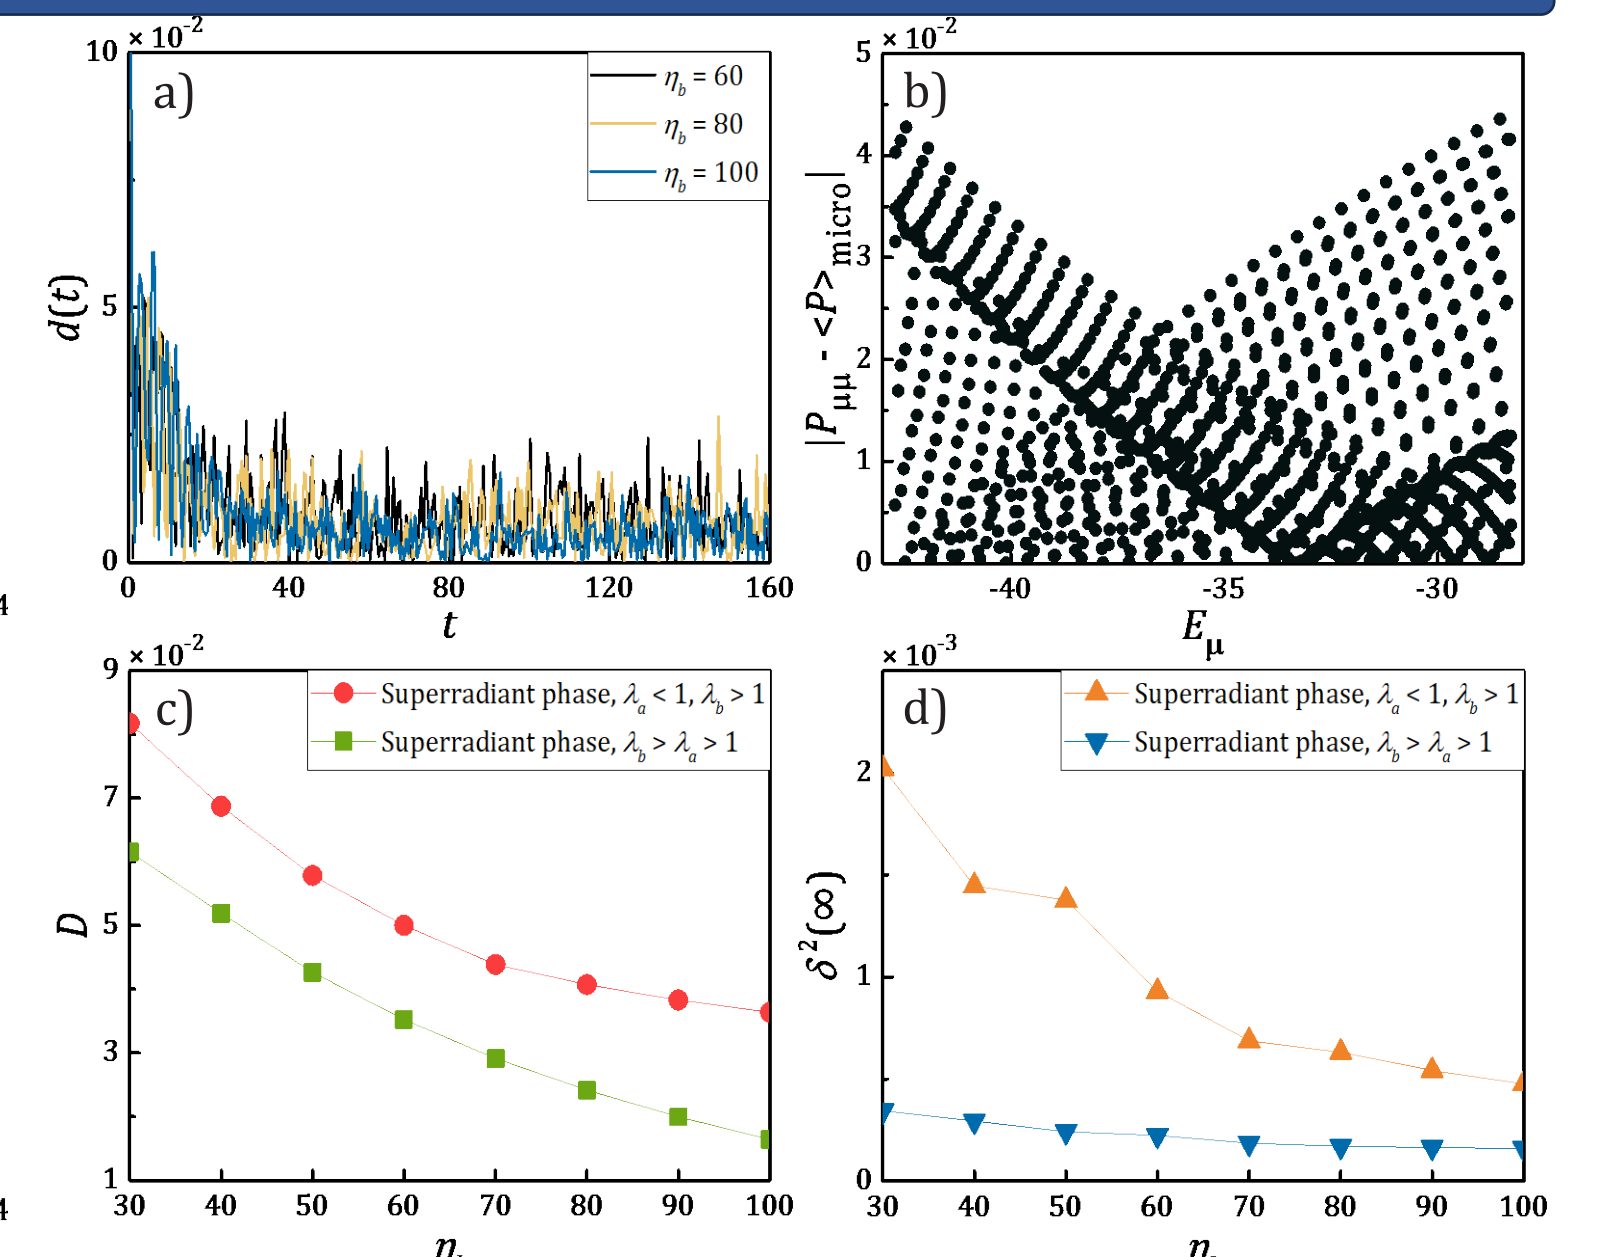 a)
10 × 10⁻²
5
0
d(t)
η_b = 60
η_b = 80
η_b = 100
0 40 80 120 160
t
b)
5 × 10⁻²
4
3
2
1
0
|P_μμ - <P>_micro|
-40 -35 -30
E_μ
4
c)
9 × 10⁻²
7
5
3
1
D
Superradiant phase, λ_a < 1, λ_b > 1
Superradiant phase, λ_b > λ_a > 1
30 40 50 60 70 80 90 100
d)
× 10⁻³
2
1
0
δ²(∞)
Superradiant phase, λ_a < 1, λ_b > 1
Superradiant phase, λ_b > λ_a > 1
30 40 50 60 70 80 90 100
4